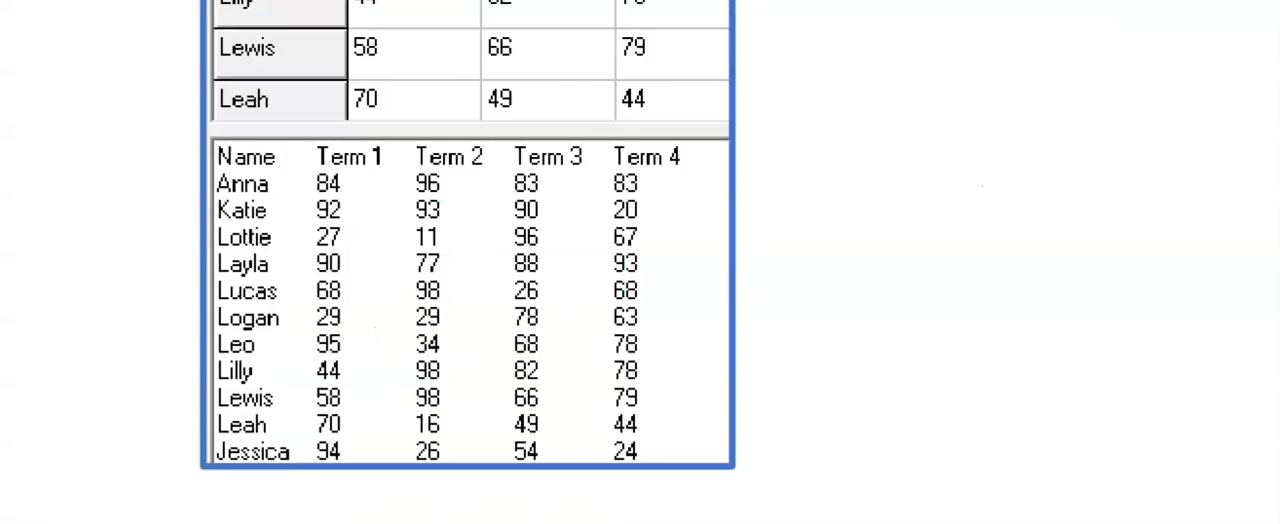 Lewis 58 66 79
Leah 70 49 44
Name Term 1 Term 2 Term 3 Term 4
Anna 84 96 83 83
Katie 92 93 90 20
Lottie 27 11 96 67
Layla 90 77 88 93
Lucas 68 98 26 68
Logan 29 29 78 63
Leo 95 34 68 78
Lilly 44 98 82 78
Lewis 58 98 66 79
Leah 70 16 49 44
Jessica 94 26 54 24